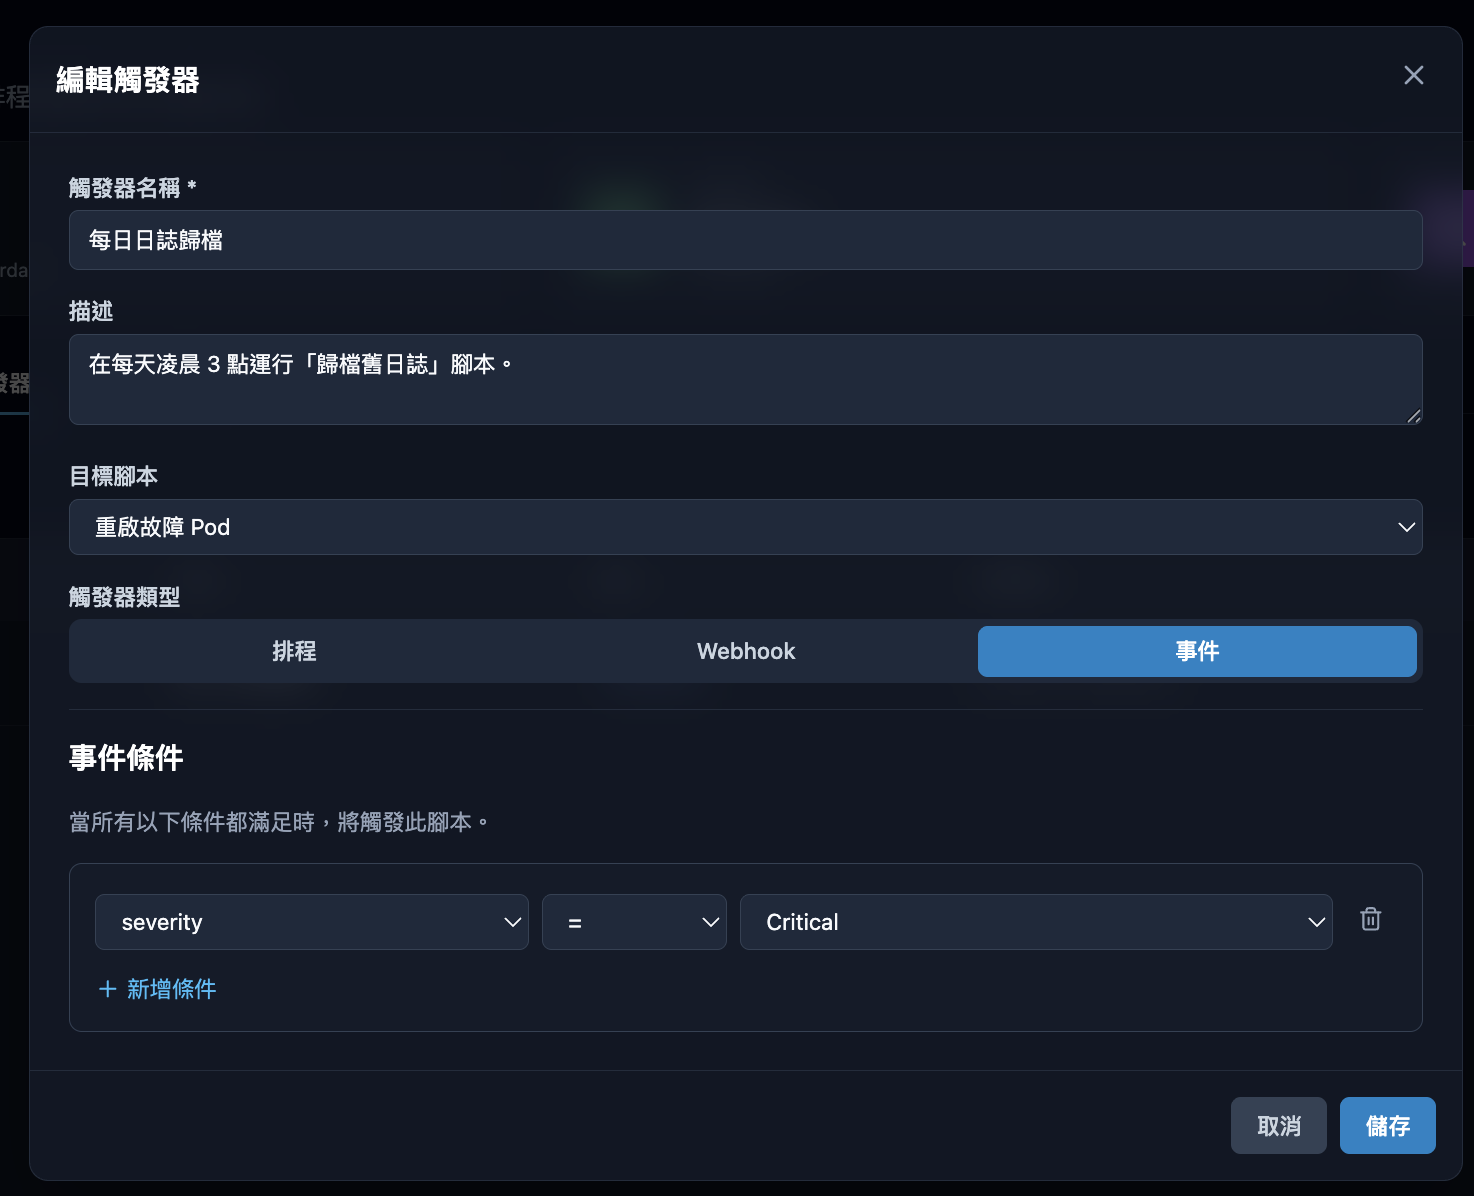 編輯觸發器
觸發器名稱 *
每日日誌歸檔
描述
在每天凌晨 3 點運行「歸檔舊日誌」腳本。
目標腳本
重啟故障 Pod
觸發器類型
排程 Webhook 事件
事件條件
當所有以下條件都滿足時，將觸發此腳本。
severity = Critical
+ 新增條件
取消 儲存